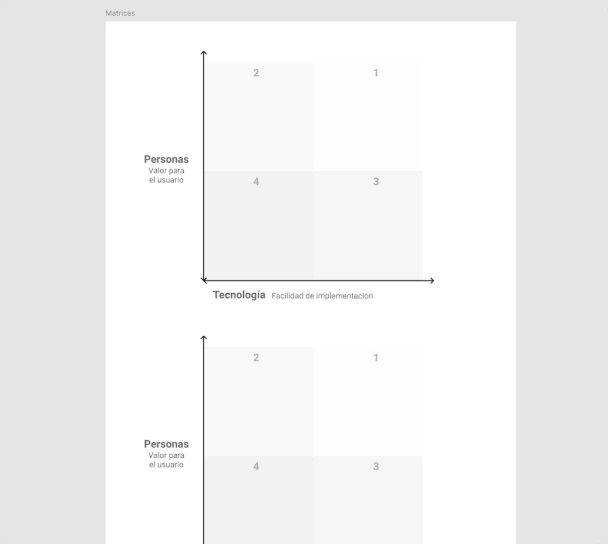 Matrices
2
1
Personas
Valor para
el usuario
4
3
Tecnología Facilidad de implementación
2
1
Personas
Valor para
el usuario
4
3